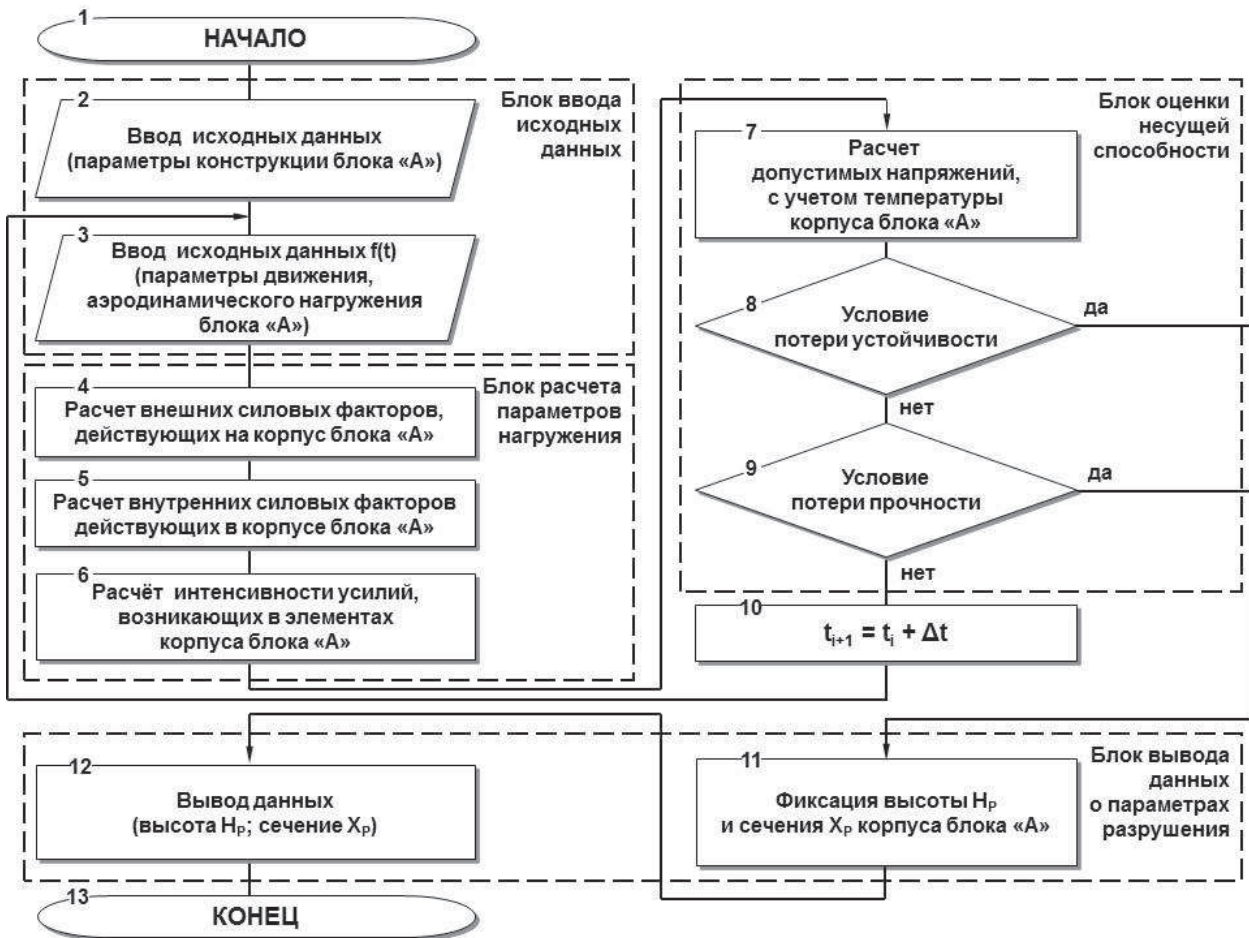 1
НАЧАЛО
Блок ввода
исходных
данных
2
Ввод исходных данных
(параметры конструкции блока «А»)
3
Ввод исходных данных f(t)
(параметры движения,
аэродинамического нагружения
блока «А»)
Блок расчета
параметров
нагружения
4
Расчет внешних силовых факторов,
действующих на корпус блока «А»
5
Расчет внутренних силовых факторов
действующих в корпусе блока «А»
6
Расчёт интенсивности усилий,
возникающих в элементах
корпуса блока «А»
Блок оценки
несущей
способности
7
Расчет
допустимых напряжений,
с учетом температуры
корпуса блока «А»
8
Условие
потери устойчивости
да
нет
9
Условие
потери прочности
да
нет
10
tᵢ₊₁ = tᵢ + Δt
Блок вывода
данных
о параметрах
разрушения
11
Фиксация высоты Hₚ
и сечения Xₚ корпуса блока «А»
12
Вывод данных
(высота Hₚ; сечение Xₚ)
13
КОНЕЦ